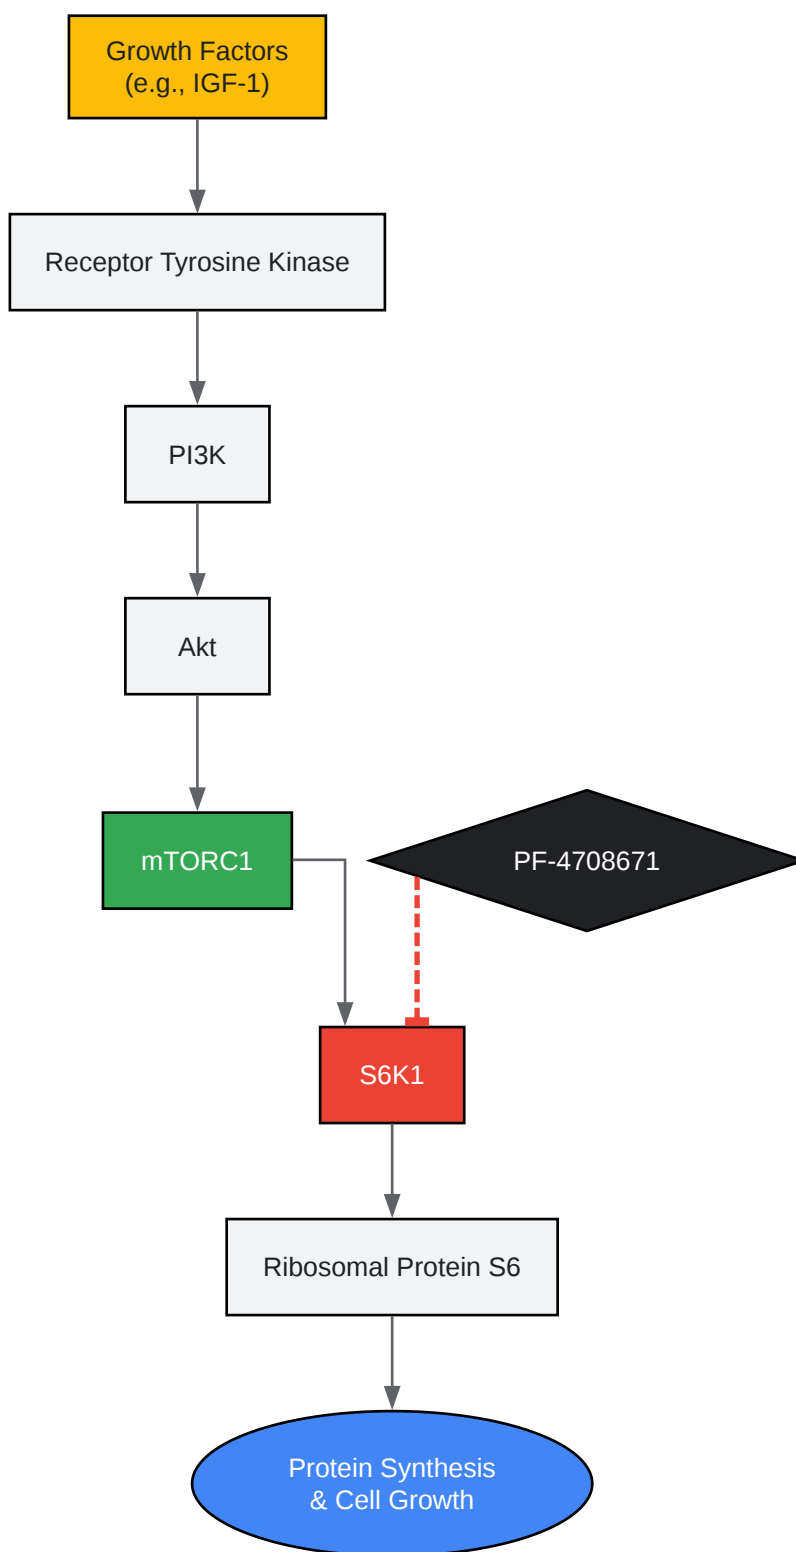 Growth Factors
(e.g., IGF-1)
Receptor Tyrosine Kinase
PI3K
Akt
mTORC1
PF-4708671
S6K1
Ribosomal Protein S6
Protein Synthesis
& Cell Growth